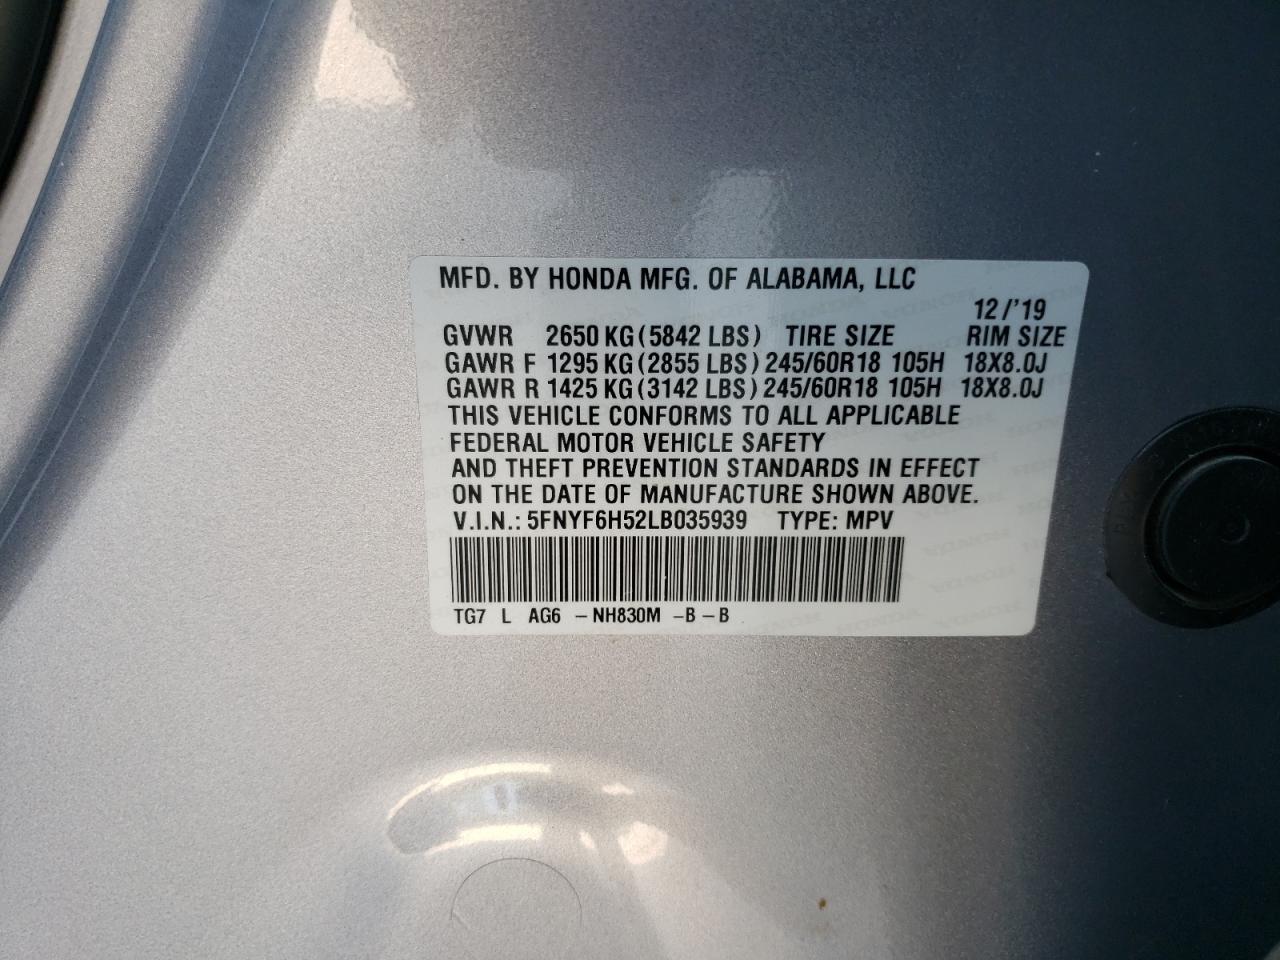 MFD. BY HONDA MFG. OF ALABAMA, LLC
12/'19
GVWR 2650 KG (5842 LBS) TIRE SIZE RIM SIZE
GAWR F 1295 KG (2855 LBS) 245/60R18 105H 18X8.0J
GAWR R 1425 KG (3142 LBS) 245/60R18 105H 18X8.0J
THIS VEHICLE CONFORMS TO ALL APPLICABLE
FEDERAL MOTOR VEHICLE SAFETY
AND THEFT PREVENTION STANDARDS IN EFFECT
ON THE DATE OF MANUFACTURE SHOWN ABOVE.
V.I.N.: 5FNYF6H52LB035939 TYPE: MPV
TG7 L AG6 - NH830M - B - B